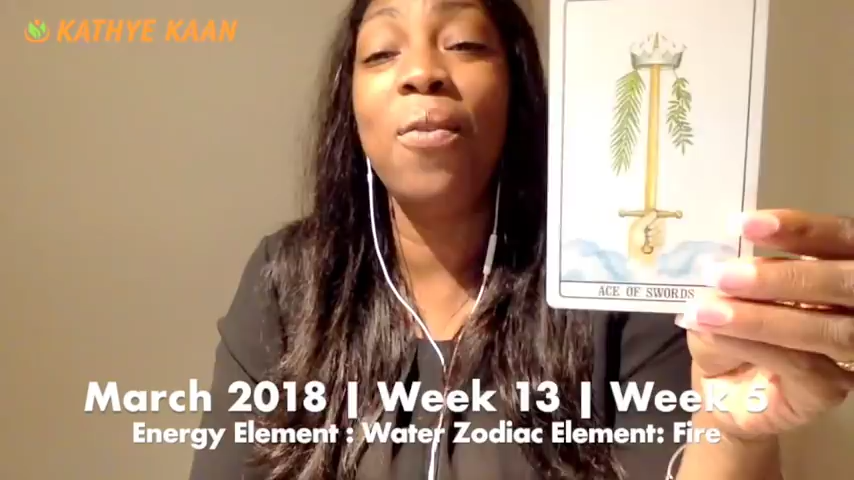 KATHYE KAAN
ACE OF SWORDS
March 2018 | Week 13 | Week 5
Energy Element : Water Zodiac Element: Fire